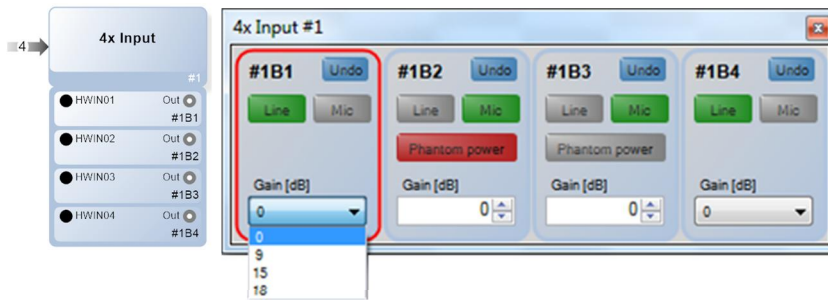 4
4x Input
#1
HWIN01 Out
#1B1
HWIN02 Out
#1B2
HWIN03 Out
#1B3
HWIN04 Out
#1B4
4x Input #1
#1B1 Undo
Line Mic
Gain [dB]
0
0
9
15
18
#1B2 Undo
Line Mic
Phantom power
Gain [dB]
0
#1B3 Undo
Line Mic
Phantom power
Gain [dB]
0
#1B4 Undo
Line Mic
Gain [dB]
0